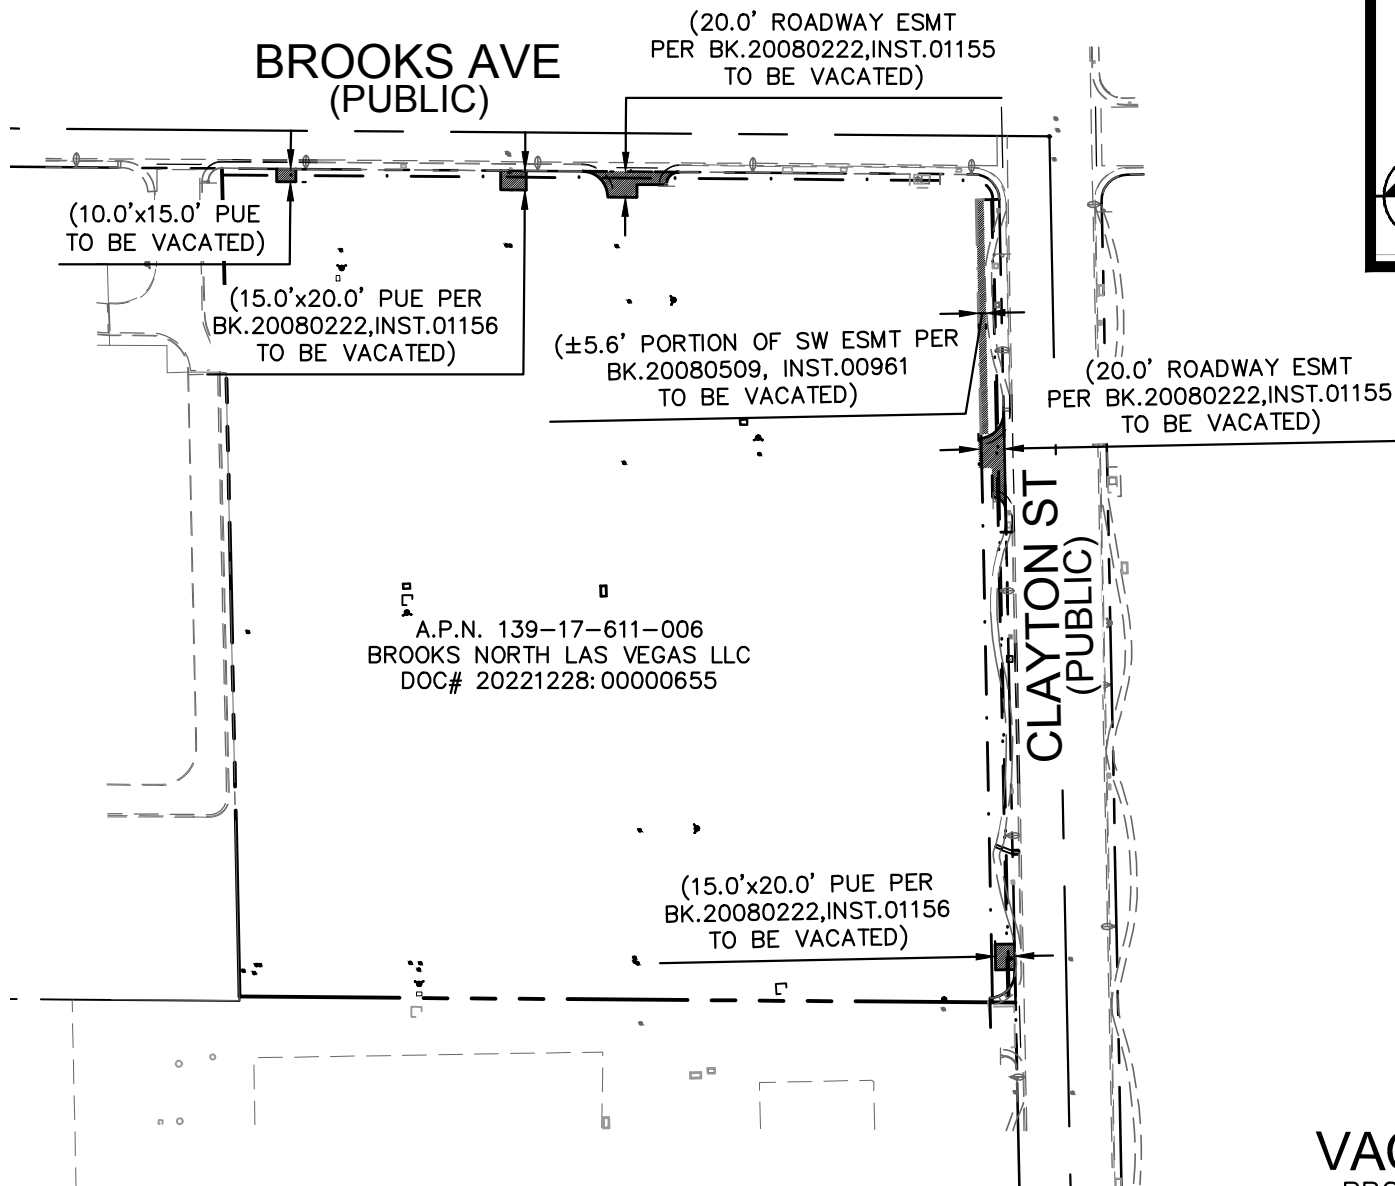 (20.0' ROADWAY ESMT
PER BK.20080222,INST.01155
TO BE VACATED)
BROOKS AVE
(PUBLIC)
(10.0'x15.0' PUE
TO BE VACATED)
(15.0'x20.0' PUE PER
BK.20080222,INST.01156
TO BE VACATED)
(±5.6' PORTION OF SW ESMT PER
BK.20080509, INST.00961
TO BE VACATED)
(20.0' ROADWAY ESMT
PER BK.20080222,INST.01155
TO BE VACATED)
CLAYTON ST
(PUBLIC)
A.P.N. 139-17-611-006
BROOKS NORTH LAS VEGAS LLC
DOC# 20221228:00000655
(15.0'x20.0' PUE PER
BK.20080222,INST.01156
TO BE VACATED)